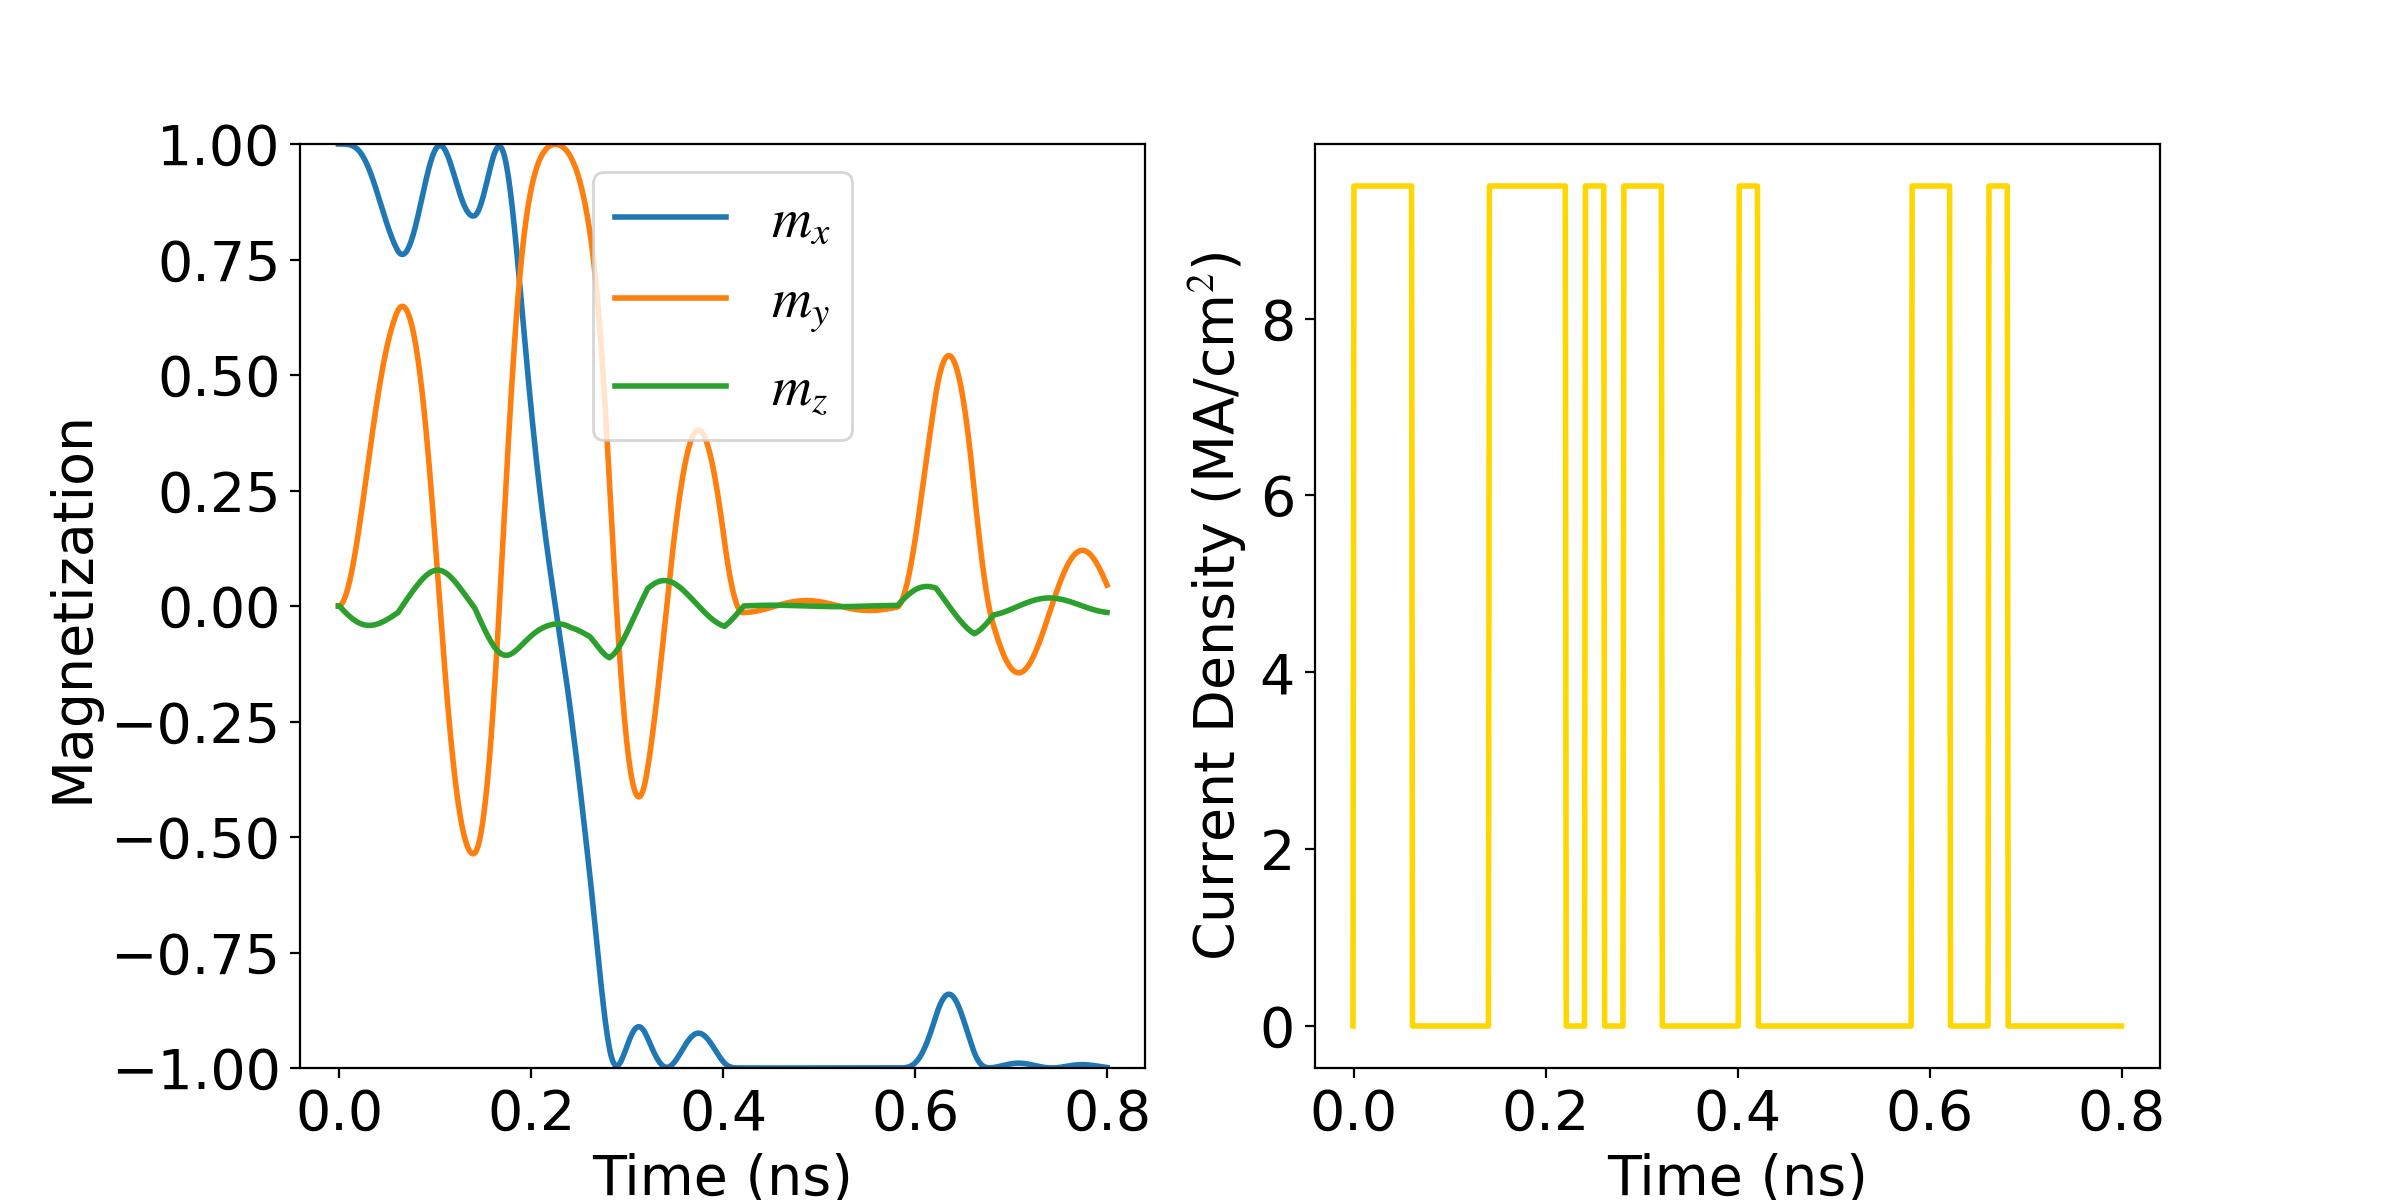 1.00
0.75
0.50
0.25
0.00
−0.25
−0.50
−0.75
−1.00
Magnetization
0.0 0.2 0.4 0.6 0.8
Time (ns)
m_x
m_y
m_z
8
6
4
2
0
Current Density (MA/cm²)
0.0 0.2 0.4 0.6 0.8
Time (ns)